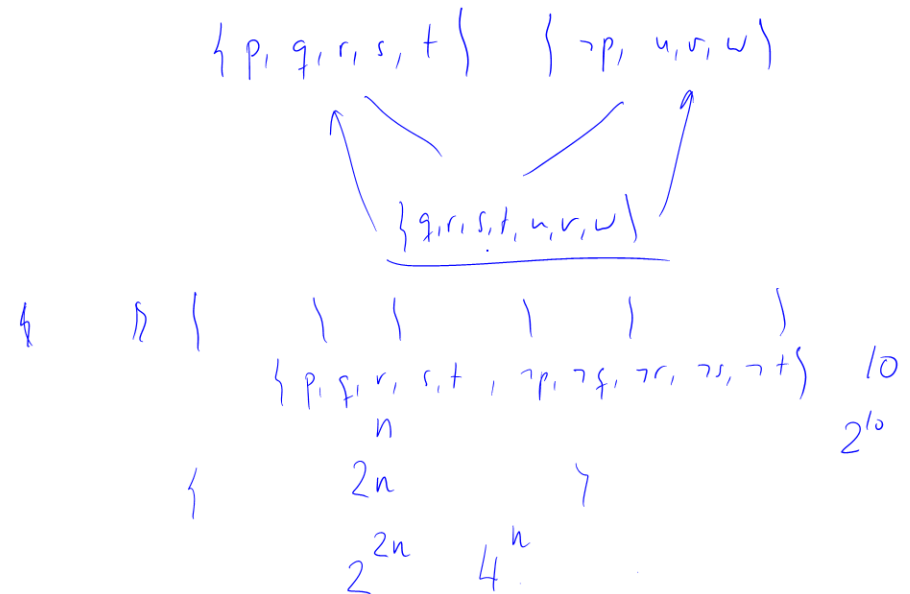 { p, q, r, s, t } { ¬p, u, v, w }
{ q, r, s, t, u, v, w }
{ } { } { } { }
{ p, q, r, s, t, ¬p, ¬q, ¬r, ¬s, ¬t } 10
n 2^10
{ 2n }
2^2n 4^n